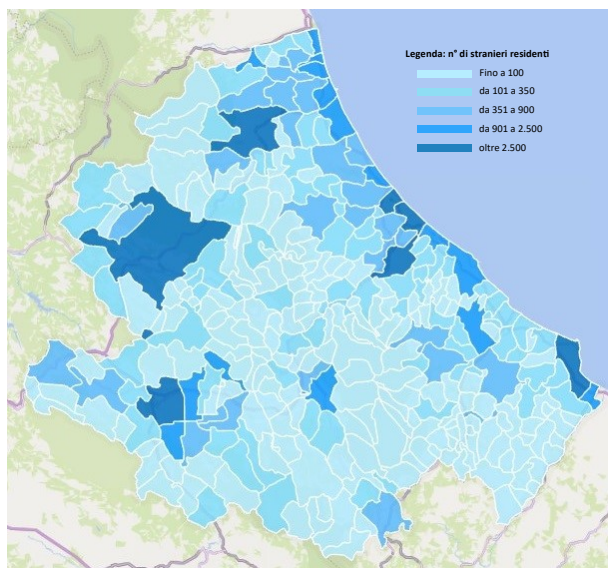 Legenda: n° di stranieri residenti
Fino a 100
da 101 a 350
da 351 a 900
da 901 a 2.500
oltre 2.500